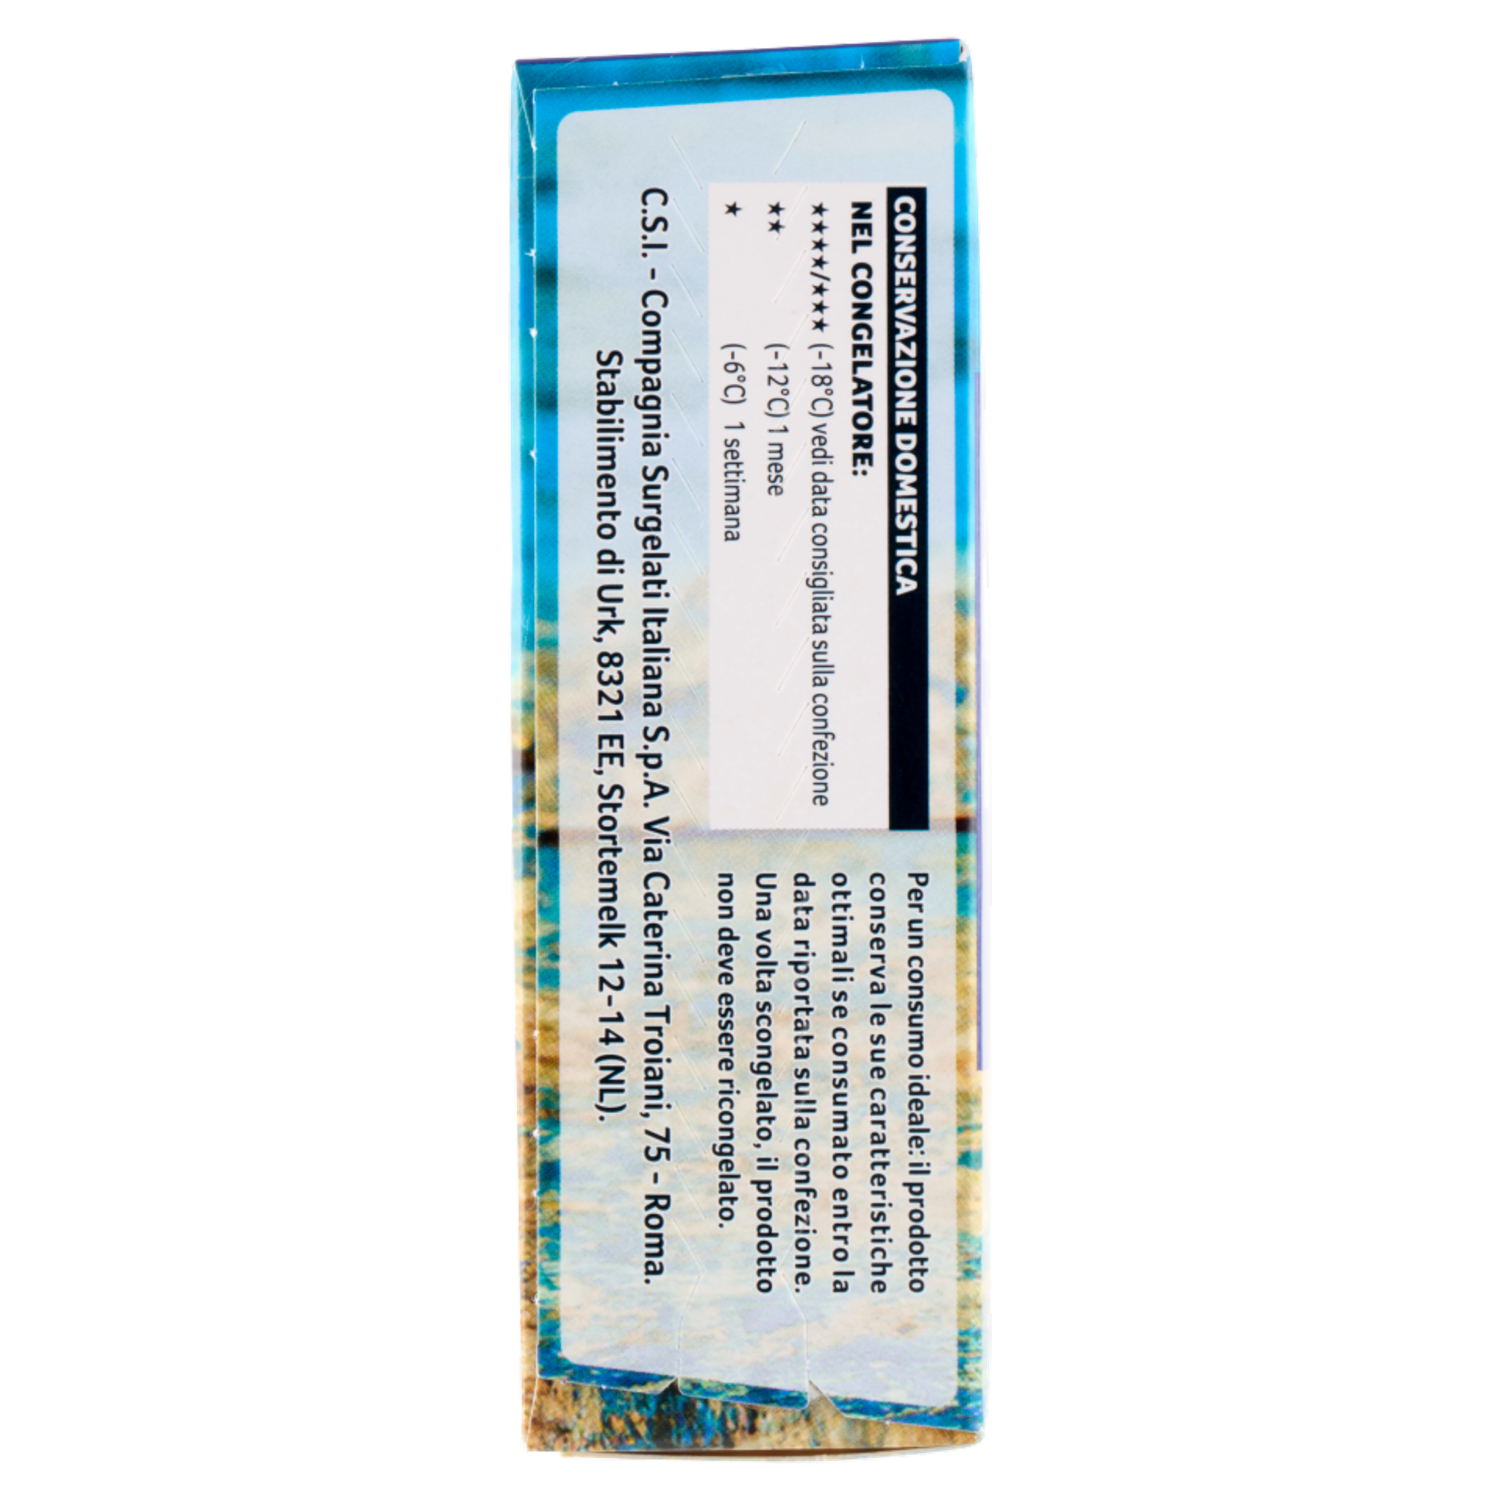 CONSERVAZIONE DOMESTICA
NEL CONGELATORE:
★★★★/★★★ (-18°C) vedi data consigliata sulla confezione
★★ (-12°C) 1 mese
★ (-6°C) 1 settimana
Per un consumo ideale: il prodotto
conserva le sue caratteristiche
ottimali se consumato entro la
data riportata sulla confezione.
Una volta scongelato, il prodotto
non deve essere ricongelato.
C.S.I. - Compagnia Surgelati Italiana S.p.A. Via Caterina Troiani, 75 - Roma.
Stabilimento di Urk, 8321 EE, Stortemelk 12-14 (NL).